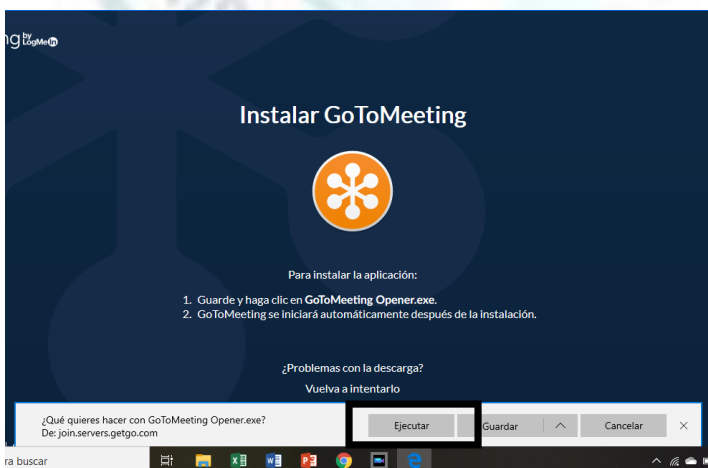 by
LogMeIn
Instalar GoToMeeting
Para instalar la aplicación:
1. Guarde y haga clic en GoToMeeting Opener.exe.
2. GoToMeeting se iniciará automáticamente después de la instalación.
¿Problemas con la descarga?
Vuelva a intentarlo
¿Qué quieres hacer con GoToMeeting Opener.exe?
De: join.servers.getgo.com
Ejecutar
Guardar
Cancelar
buscar